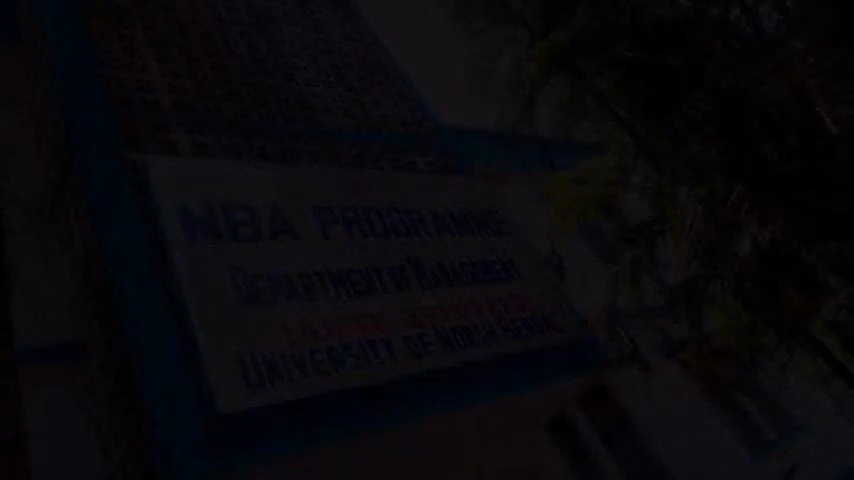 MBA PROGRAMME
DEPARTMENT OF MANAGEMENT
UNIVERSITY OF NORTH BENGAL